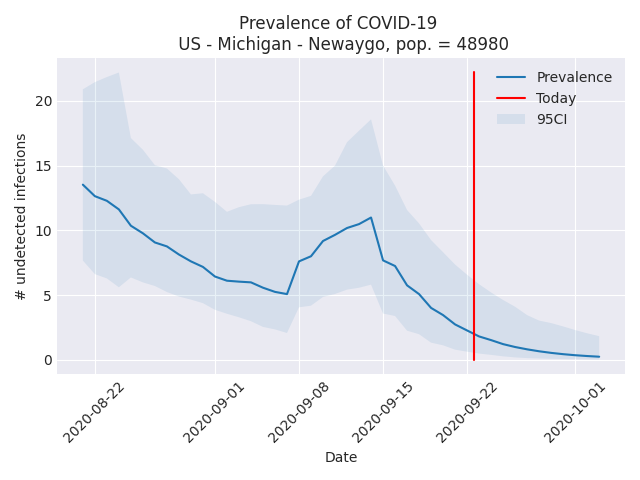 Prevalence of COVID-19
US - Michigan - Newaygo, pop. = 48980
Prevalence
Today
95CI
# undetected infections
20
15
10
5
0
2020-08-22
2020-09-01
2020-09-08
2020-09-15
2020-09-22
2020-10-01
Date